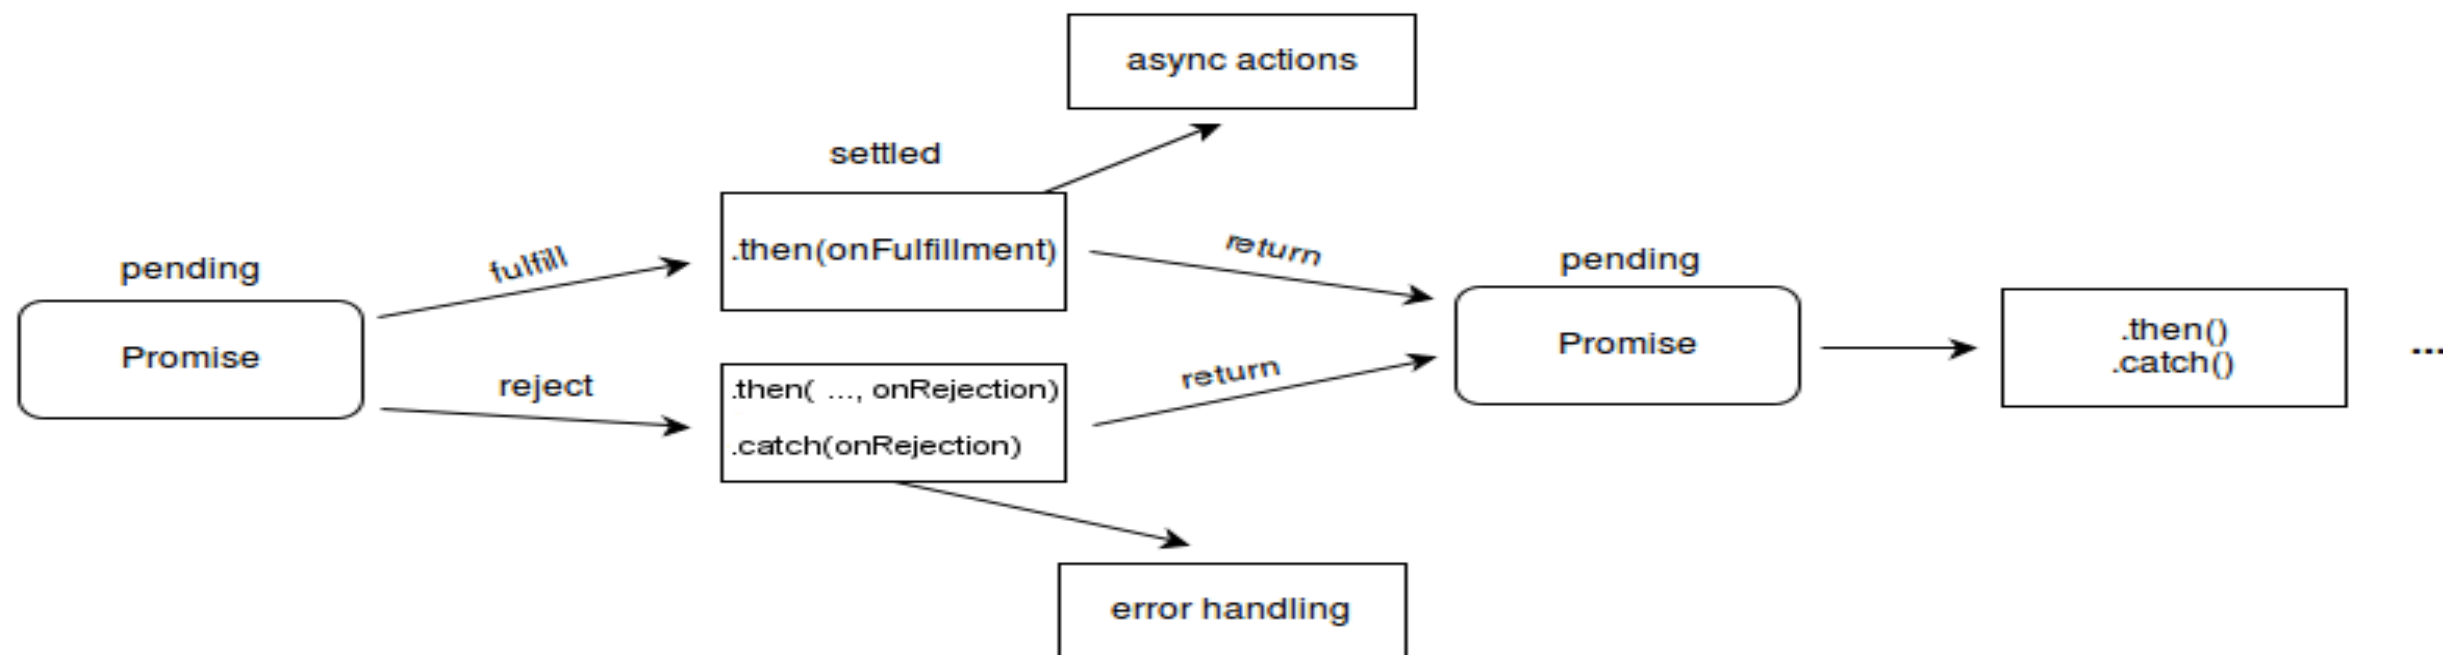 async actions
settled
.then(onFulfillment)
pending
fulfill
return
pending
Promise
reject
.then( ..., onRejection)
.catch(onRejection)
return
Promise
.then()
.catch()
...
error handling